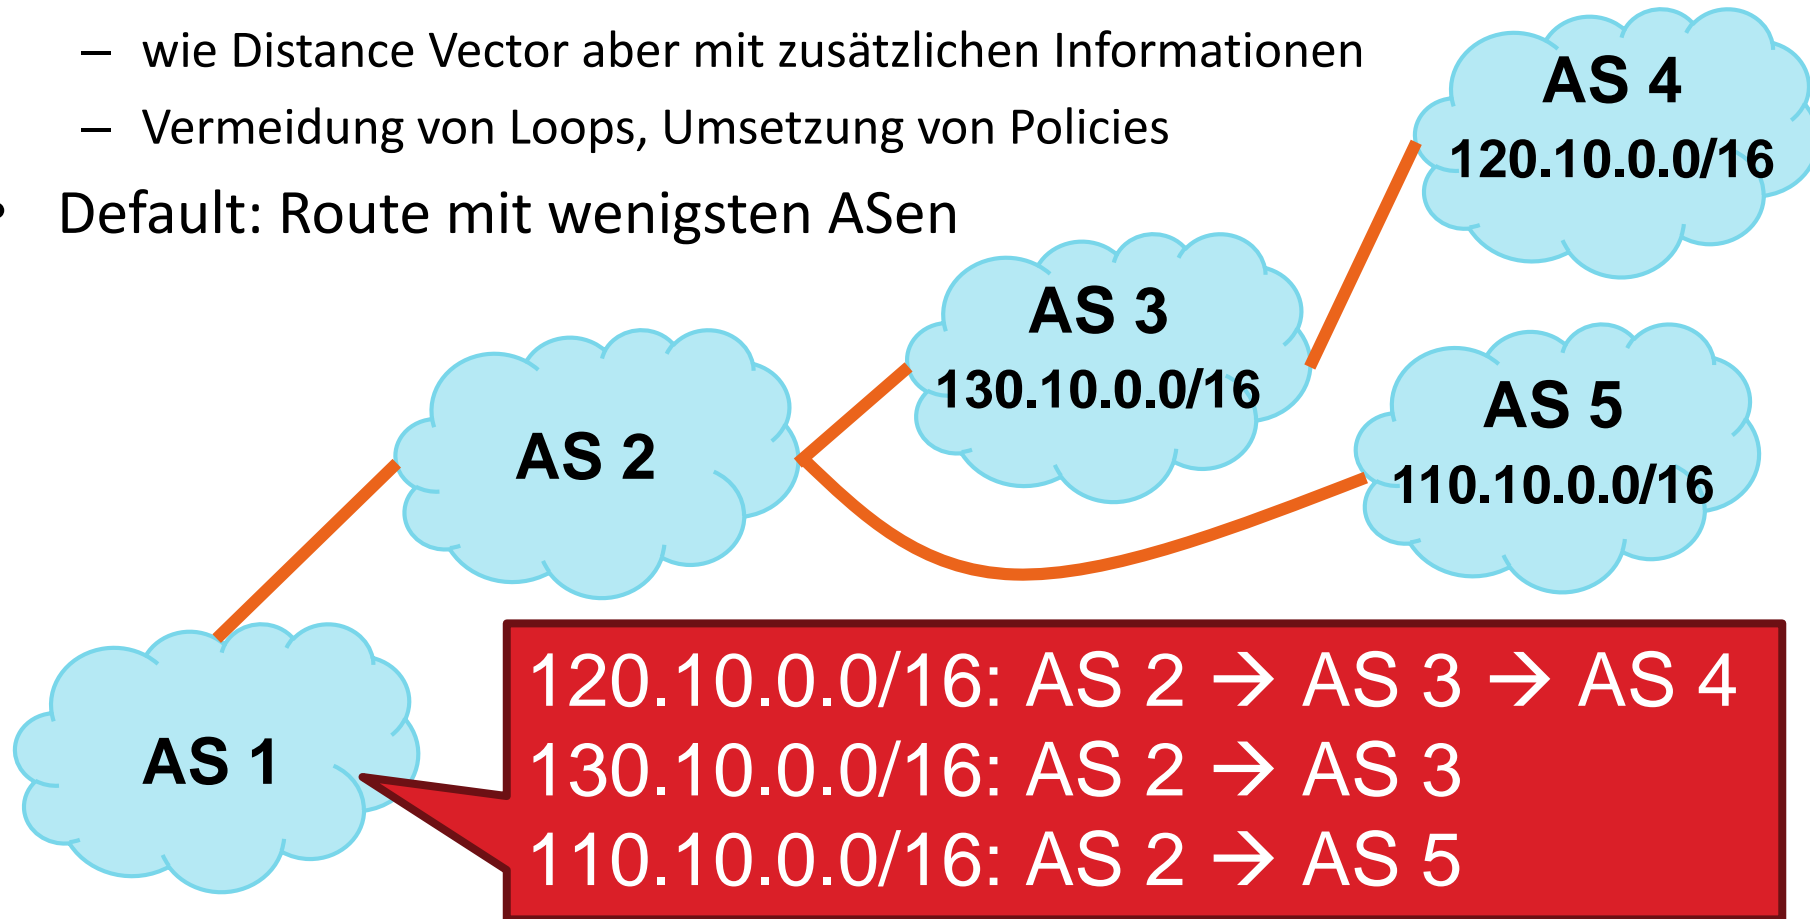 – wie Distance Vector aber mit zusätzlichen Informationen
– Vermeidung von Loops, Umsetzung von Policies
• Default: Route mit wenigsten ASen
AS 4
120.10.0.0/16
AS 3
130.10.0.0/16
AS 5
110.10.0.0/16
AS 2
AS 1
120.10.0.0/16: AS 2 → AS 3 → AS 4
130.10.0.0/16: AS 2 → AS 3
110.10.0.0/16: AS 2 → AS 5